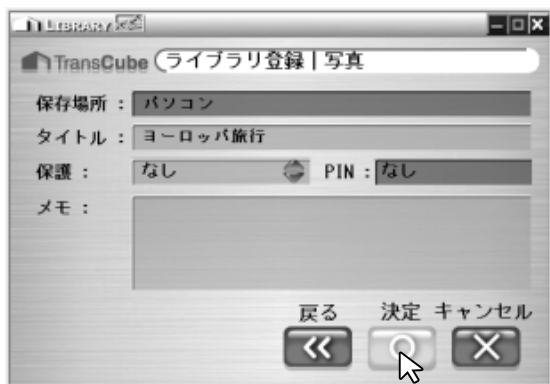 LIBRARY
TransCube ライブラリ登録 | 写真
保存場所 : パソコン
タイトル : ヨーロッパ旅行
保護 : なし PIN : なし
メモ :
戻る 決定 キャンセル